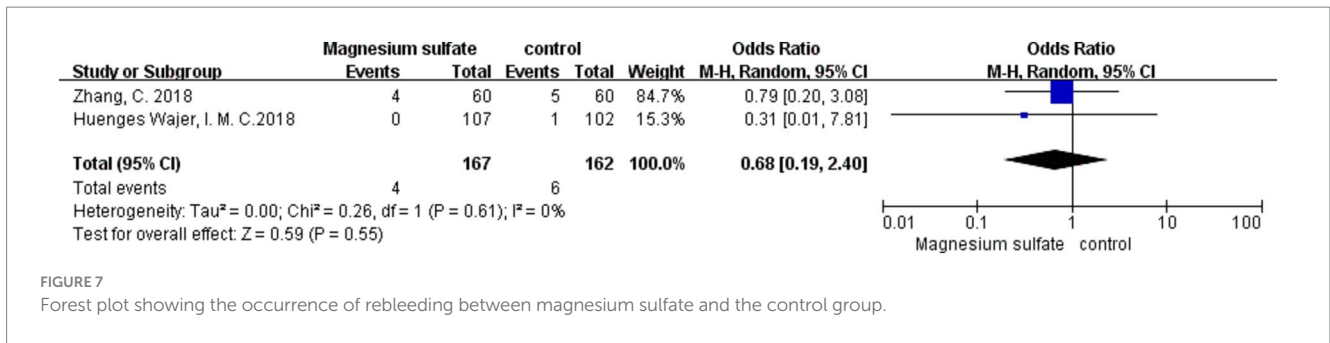 Magnesium sulfate control Odds Ratio Odds Ratio
Study or Subgroup Events Total Events Total Weight M-H, Random, 95% CI M-H, Random, 95% CI
Zhang, C. 2018 4 60 5 60 84.7% 0.79 [0.20, 3.08]
Huenges Wajer, I. M. C.2018 0 107 1 102 15.3% 0.31 [0.01, 7.81]
Total (95% CI) 167 162 100.0% 0.68 [0.19, 2.40]
Total events 4 6
Heterogeneity: Tau² = 0.00; Chi² = 0.26, df = 1 (P = 0.61); I² = 0%
Test for overall effect: Z = 0.59 (P = 0.55)
0.01 0.1 1 10 100
Magnesium sulfate control
FIGURE 7
Forest plot showing the occurrence of rebleeding between magnesium sulfate and the control group.